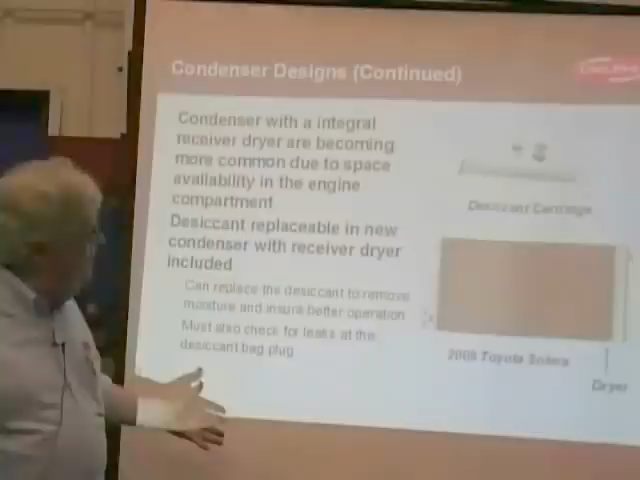 Condenser Designs (Continued)
Condenser with a integral
receiver dryer are becoming
more common due to space
availability in the engine
compartment
Desiccant replaceable in new
condenser with receiver dryer
included
Can replace the desiccant to remove
moisture and insure better operation
Must also check for leaks at the
desiccant bag plug
Desiccant Cartridge
Toyota Solara
Dryer